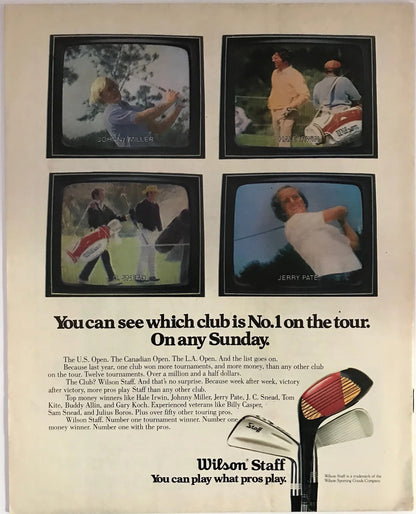 JOHNNY MILLER
JERRY PATE
You can see which club is No.1 on the tour.
On any Sunday.
The U.S. Open. The Canadian Open. The L.A. Open. And the list goes on.
Because last year, one club won more tournaments, and more money, than any other club
on the tour. Twelve tournaments. Over a million and a half dollars.
The Club? Wilson Staff. And that's no surprise. Because week after week, victory
after victory, more pros play Staff than any other club.
Top money winners like Hale Irwin, Johnny Miller, Jerry Pate, J. C. Snead, Tom
Kite, Buddy Allin, and Gary Koch. Experienced veterans like Billy Casper,
Sam Snead, and Julius Boros. Plus over fifty other touring pros.
Wilson Staff. Number one tournament winner. Number one
money winner. Number one with the pros.
Staff
Wilson® Staff
You can play what pros play.
Wilson Staff is a trademark of the
Wilson Sporting Goods Company.